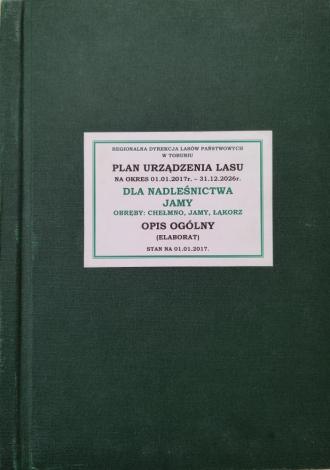 REGIONALNA DYREKCJA LASÓW PAŃSTWOWYCH
W TORUNIU
PLAN URZĄDZENIA LASU
NA OKRES 01.01.2017r. – 31.12.2026r.
DLA NADLEŚNICTWA
JAMY
OBRĘBY: CHEŁMNO, JAMY, ŁĄKORZ
OPIS OGÓLNY
(ELABORAT)
STAN NA 01.01.2017.